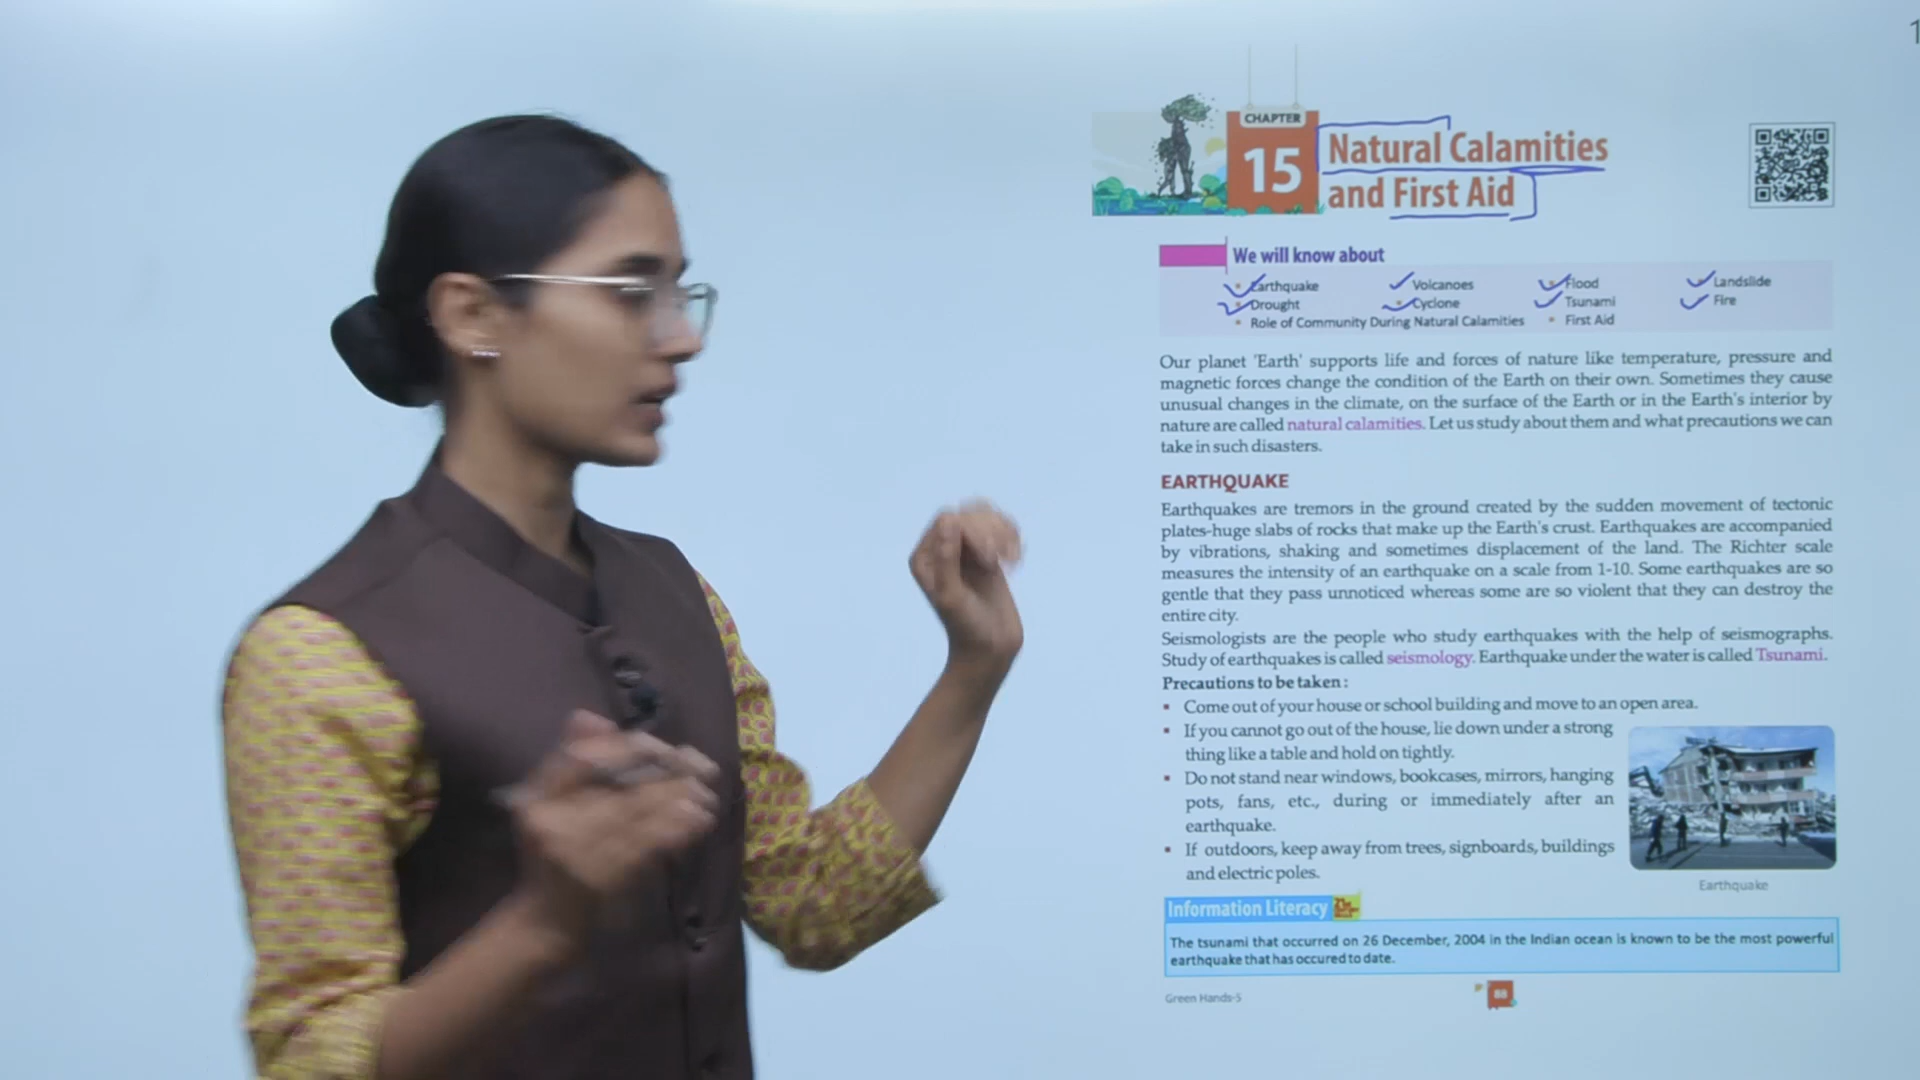 1
CHAPTER
15
Natural Calamities
and First Aid
We will know about
Earthquake Volcanoes Flood Landslide
Drought Cyclone Tsunami Fire
Role of Community During Natural Calamities First Aid
Our planet 'Earth' supports life and forces of nature like temperature, pressure and
magnetic forces change the condition of the Earth on their own. Sometimes they cause
unusual changes in the climate, on the surface of the Earth or in the Earth's interior by
nature are called natural calamities. Let us study about them and what precautions we can
take in such disasters.
EARTHQUAKE
Earthquakes are tremors in the ground created by the sudden movement of tectonic
plates-huge slabs of rocks that make up the Earth's crust. Earthquakes are accompanied
by vibrations, shaking and sometimes displacement of the land. The Richter scale
measures the intensity of an earthquake on a scale from 1-10. Some earthquakes are so
gentle that they pass unnoticed whereas some are so violent that they can destroy the
entire city.
Seismologists are the people who study earthquakes with the help of seismographs.
Study of earthquakes is called seismology. Earthquake under the water is called Tsunami.
Precautions to be taken:
Come out of your house or school building and move to an open area.
If you cannot go out of the house, lie down under a strong
thing like a table and hold on tightly.
Do not stand near windows, bookcases, mirrors, hanging
pots, fans, etc., during or immediately after an
earthquake.
If outdoors, keep away from trees, signboards, buildings
and electric poles.
Earthquake
Information Literacy
The tsunami that occurred on 26 December, 2004 in the Indian ocean is known to be the most powerful
earthquake that has occured to date.
Green Hands-5
88